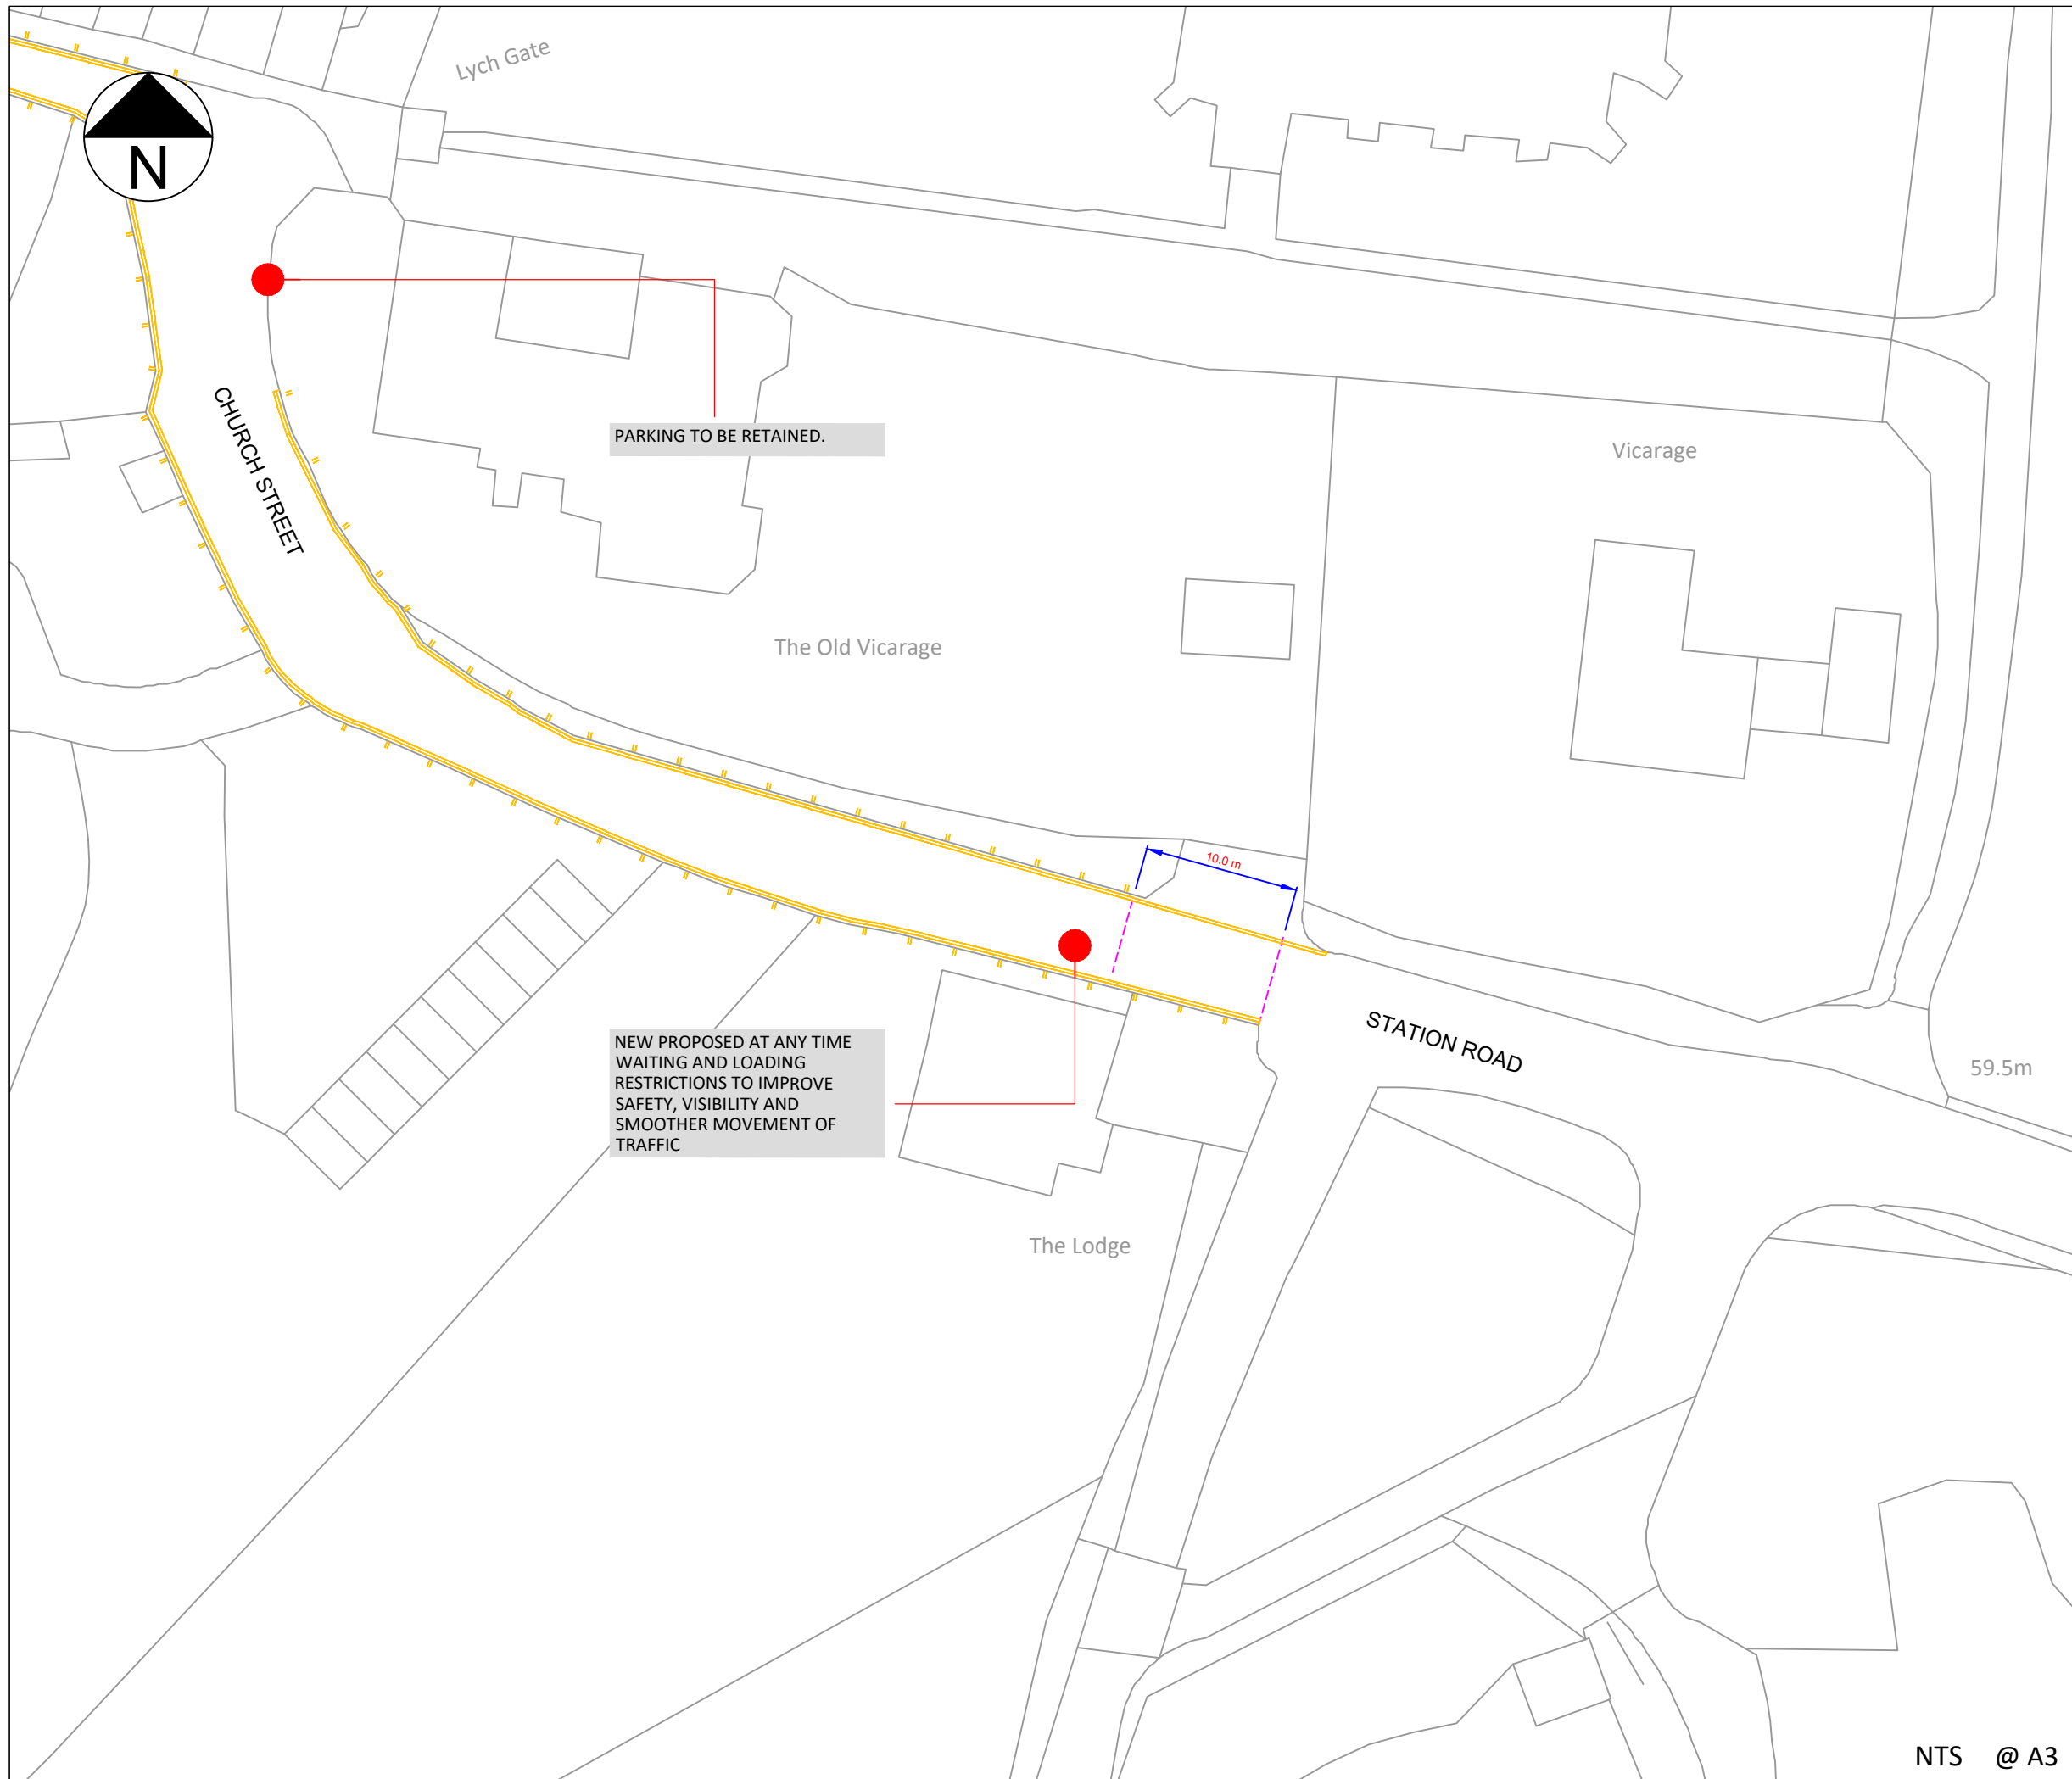 Lych Gate
N
CHURCH STREET
PARKING TO BE RETAINED.
Vicarage
The Old Vicarage
10.0 m
STATION ROAD
NEW PROPOSED AT ANY TIME
WAITING AND LOADING
RESTRICTIONS TO IMPROVE
SAFETY, VISIBILITY AND
SMOOTHER MOVEMENT OF
TRAFFIC
59.5m
The Lodge
NTS @ A3